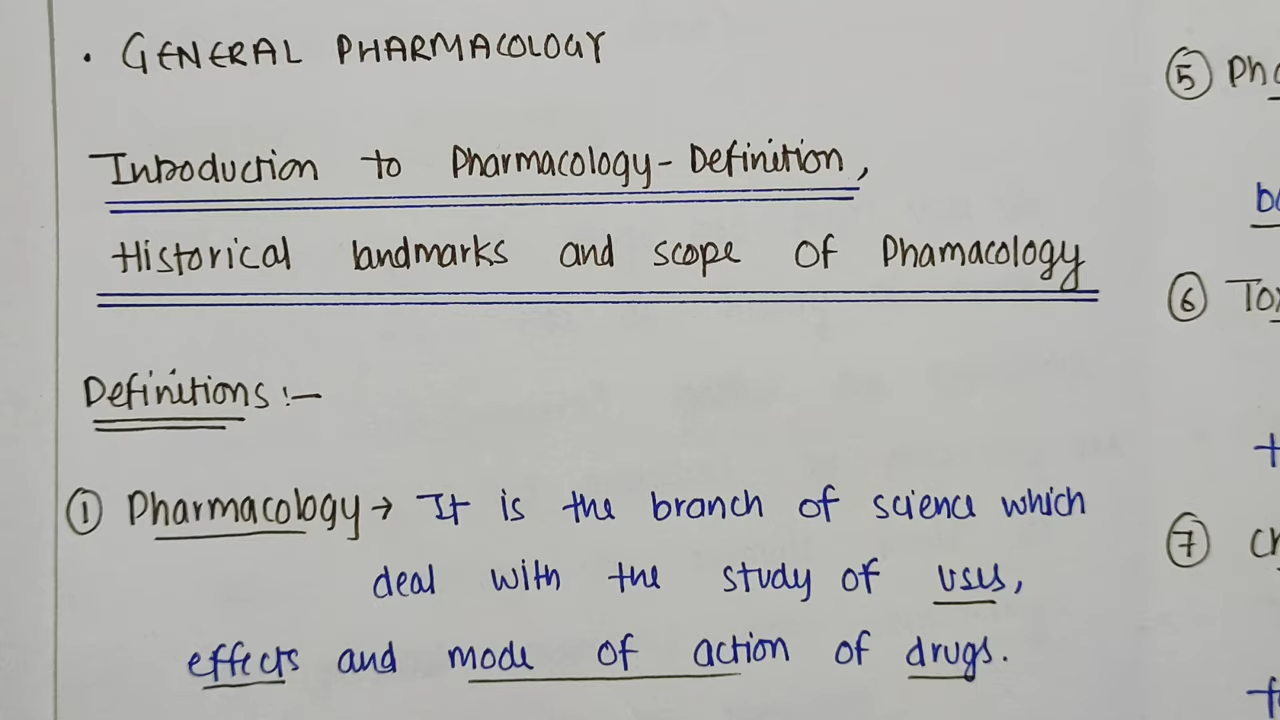 • GENERAL PHARMACOLOGY
Introduction to Pharmacology - Definition,
Historical landmarks and scope of Phamacology
Definitions :-
① Pharmacology → It is the branch of science which
deal with the study of uses,
effects and mode of action of drugs.
⑤
⑥
⑦